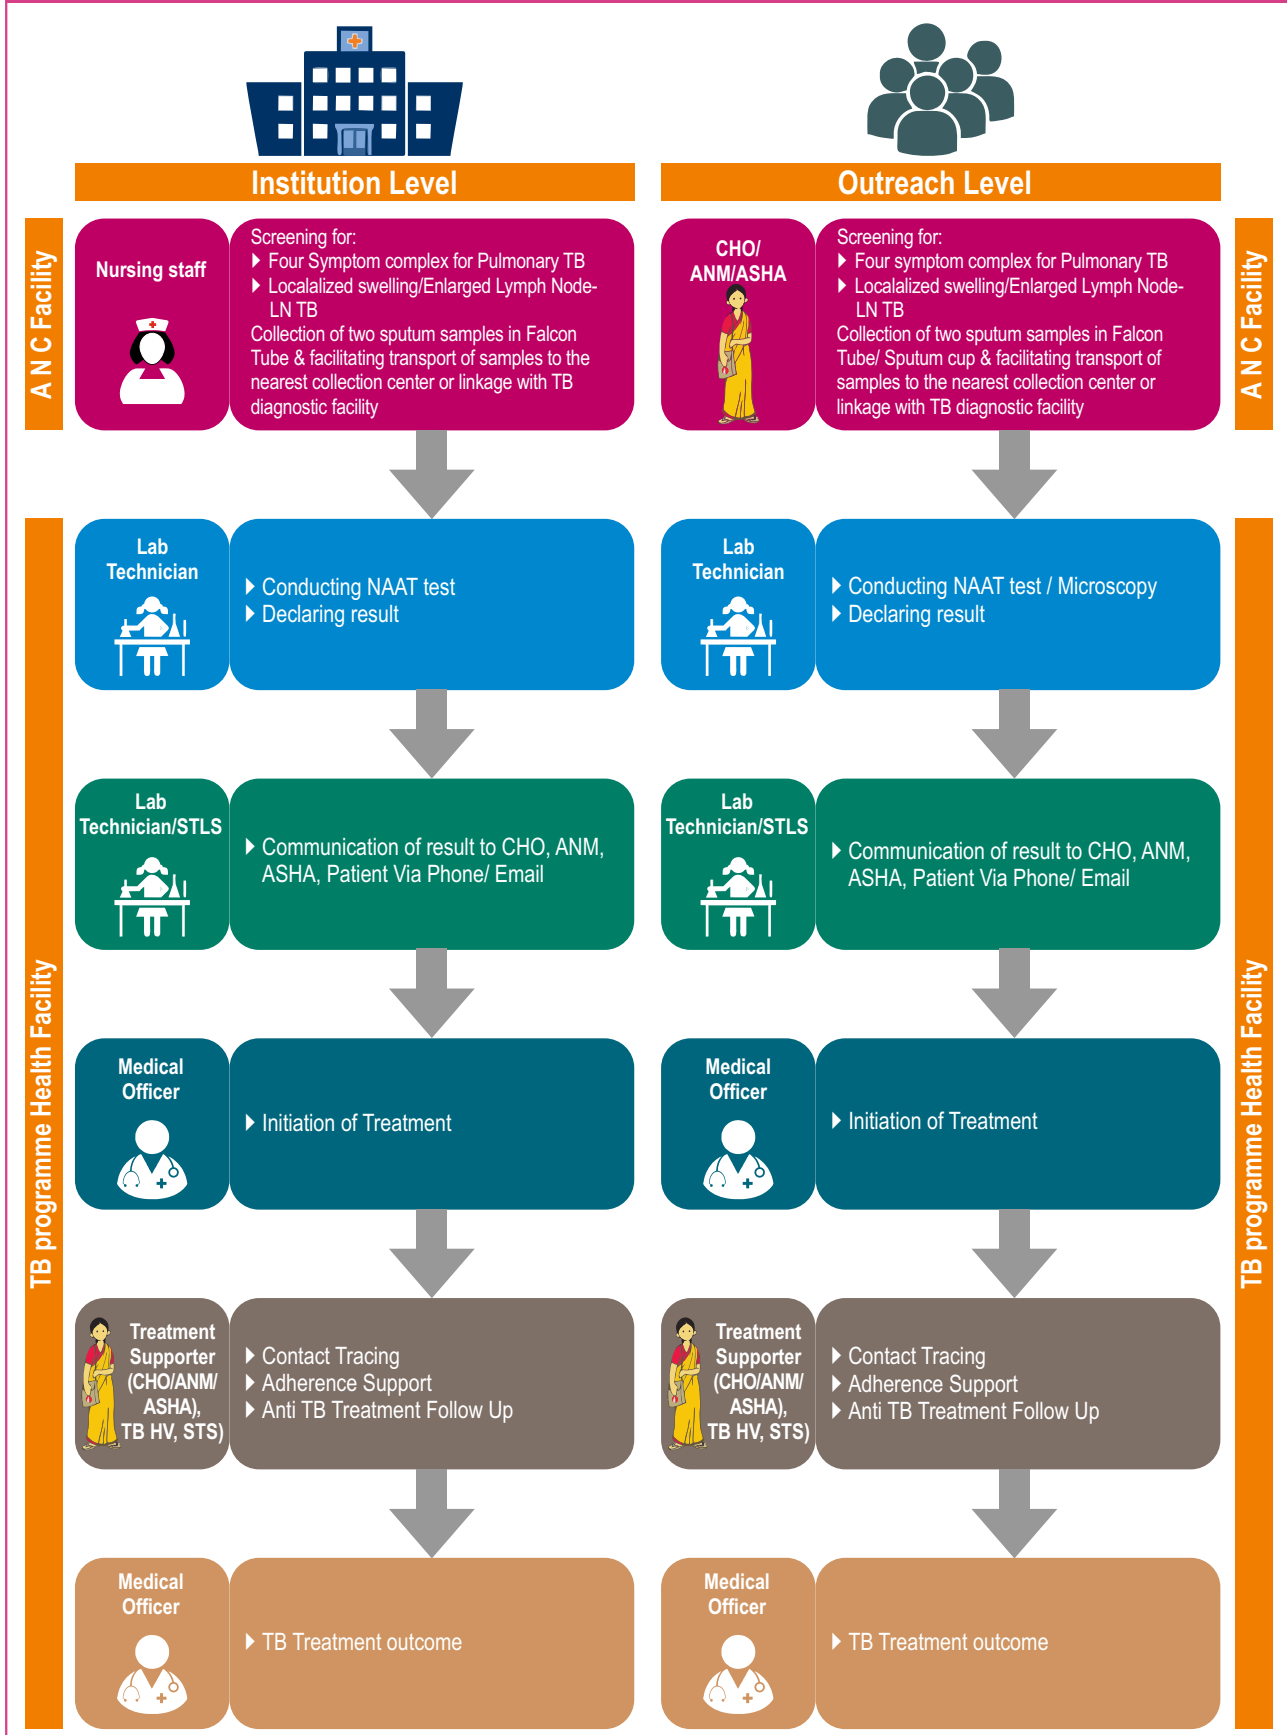 Institution Level
Outreach Level
A N C Facility
Nursing staff
Screening for:
Four Symptom complex for Pulmonary TB
Localalized swelling/Enlarged Lymph Node-
LN TB
Collection of two sputum samples in Falcon
Tube & facilitating transport of samples to the
nearest collection center or linkage with TB
diagnostic facility
CHO/
ANM/ASHA
Screening for:
Four symptom complex for Pulmonary TB
Localalized swelling/Enlarged Lymph Node-
LN TB
Collection of two sputum samples in Falcon
Tube/ Sputum cup & facilitating transport of
samples to the nearest collection center or
linkage with TB diagnostic facility
A N C Facility
TB programme Health Facility
Lab
Technician
Conducting NAAT test
Declaring result
Lab
Technician
Conducting NAAT test / Microscopy
Declaring result
TB programme Health Facility
Lab
Technician/STLS
Communication of result to CHO, ANM,
ASHA, Patient Via Phone/ Email
Lab
Technician/STLS
Communication of result to CHO, ANM,
ASHA, Patient Via Phone/ Email
Medical
Officer
Initiation of Treatment
Medical
Officer
Initiation of Treatment
Treatment
Supporter
(CHO/ANM/
ASHA),
TB HV, STS)
Contact Tracing
Adherence Support
Anti TB Treatment Follow Up
Treatment
Supporter
(CHO/ANM/
ASHA),
TB HV, STS)
Contact Tracing
Adherence Support
Anti TB Treatment Follow Up
Medical
Officer
TB Treatment outcome
Medical
Officer
TB Treatment outcome